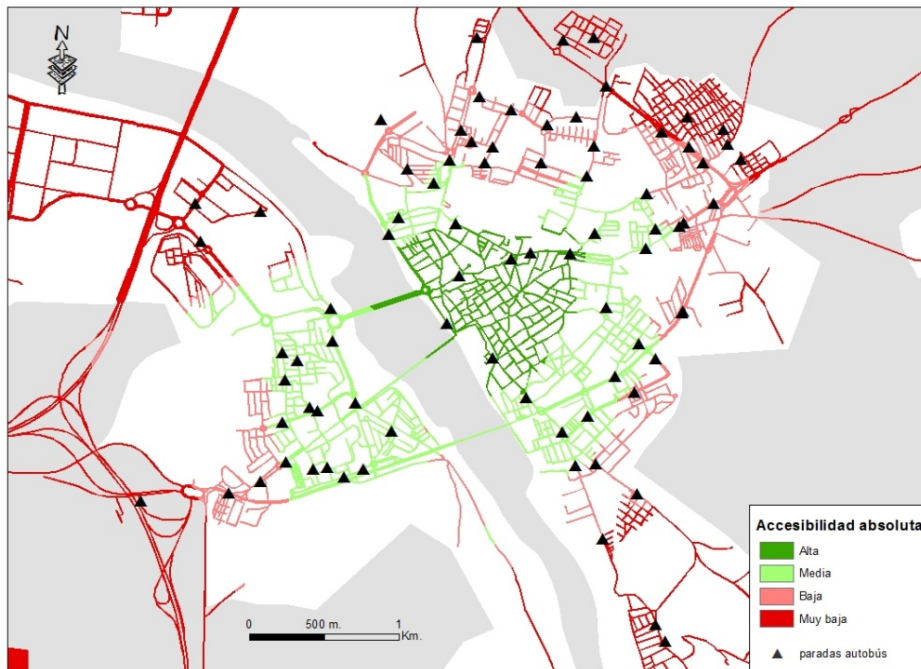 N
0
500 m.
1
Km.
Accesibilidad absoluta
Alta
Media
Baja
Muy baja
paradas autobús